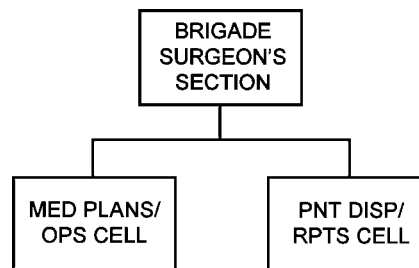 BRIGADE
SURGEON'S
SECTION
MED PLANS/
OPS CELL
PNT DISP/
RPTS CELL